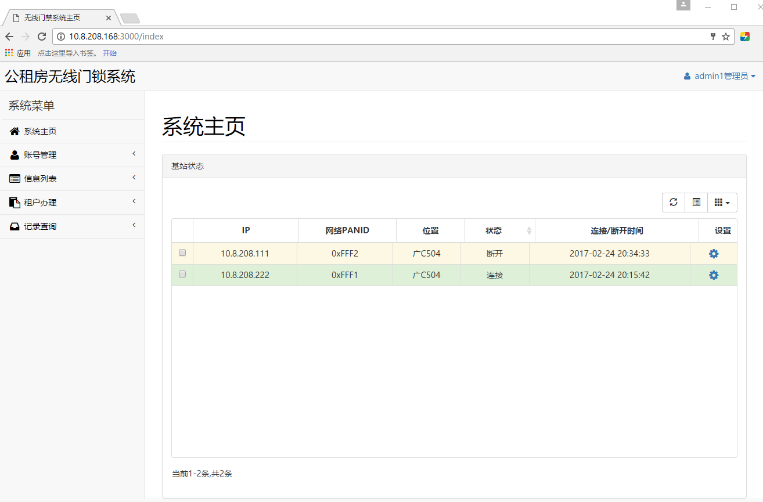 无线门禁系统主页
10.8.208.168:3000/index
应用 点击这里导入书签。 开始
公租房无线门锁系统
admin1管理员
系统菜单
系统主页
账号管理
信息列表
租户办理
记录查询
系统主页
基站状态
IP 网络PANID 位置 状态 连接/断开时间 设置
10.8.208.111 0xFFF2 广C504 断开 2017-02-24 20:34:33
10.8.208.222 0xFFF1 广C504 连接 2017-02-24 20:15:42
当前1-2条,共2条